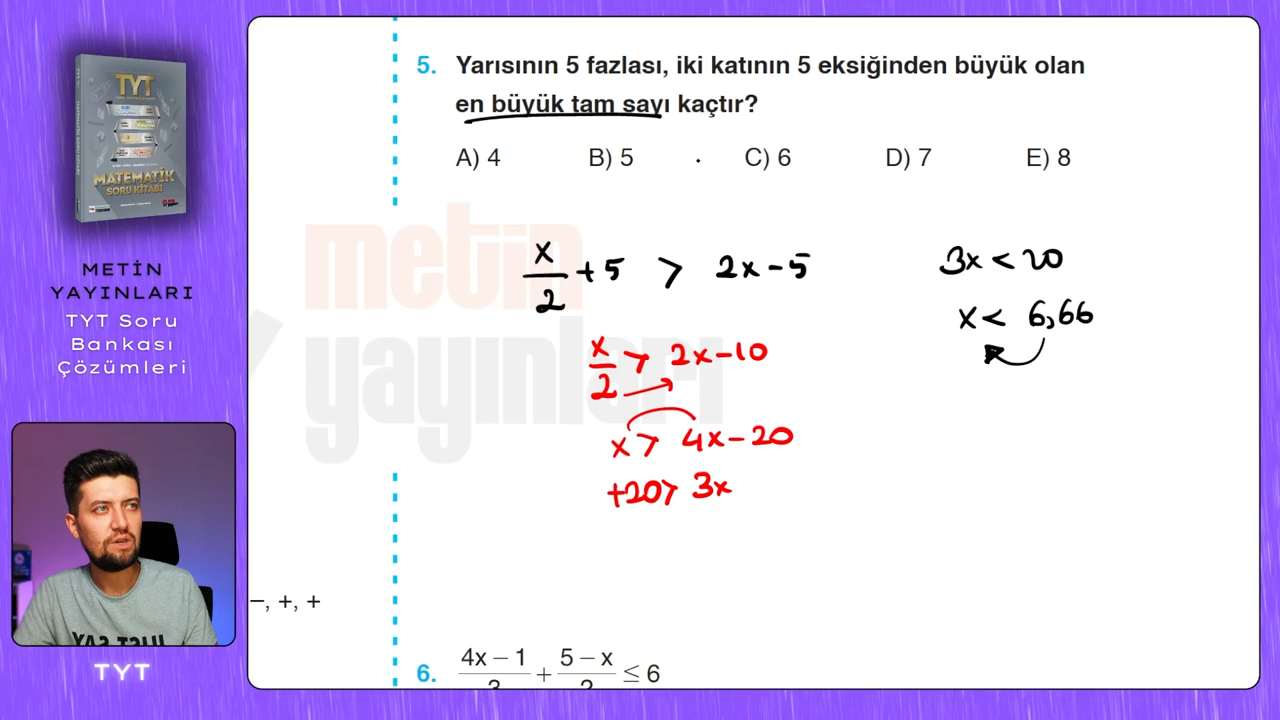 TYT
MATEMATİK
SORU KİTABI
METİN
YAYINLARI
TYT Soru
Bankası
Çözümleri
TYT
metin
yayınları
5. Yarısının 5 fazlası, iki katının 5 eksiğinden büyük olan
en büyük tam sayı kaçtır?
A) 4 B) 5 C) 6 D) 7 E) 8
x/2 + 5 > 2x - 5
x/2 > 2x - 10
x > 4x - 20
+20 > 3x
3x < 20
x < 6,66
–, +, +
6. (4x – 1)/3 + (5 – x)/2 ≤ 6